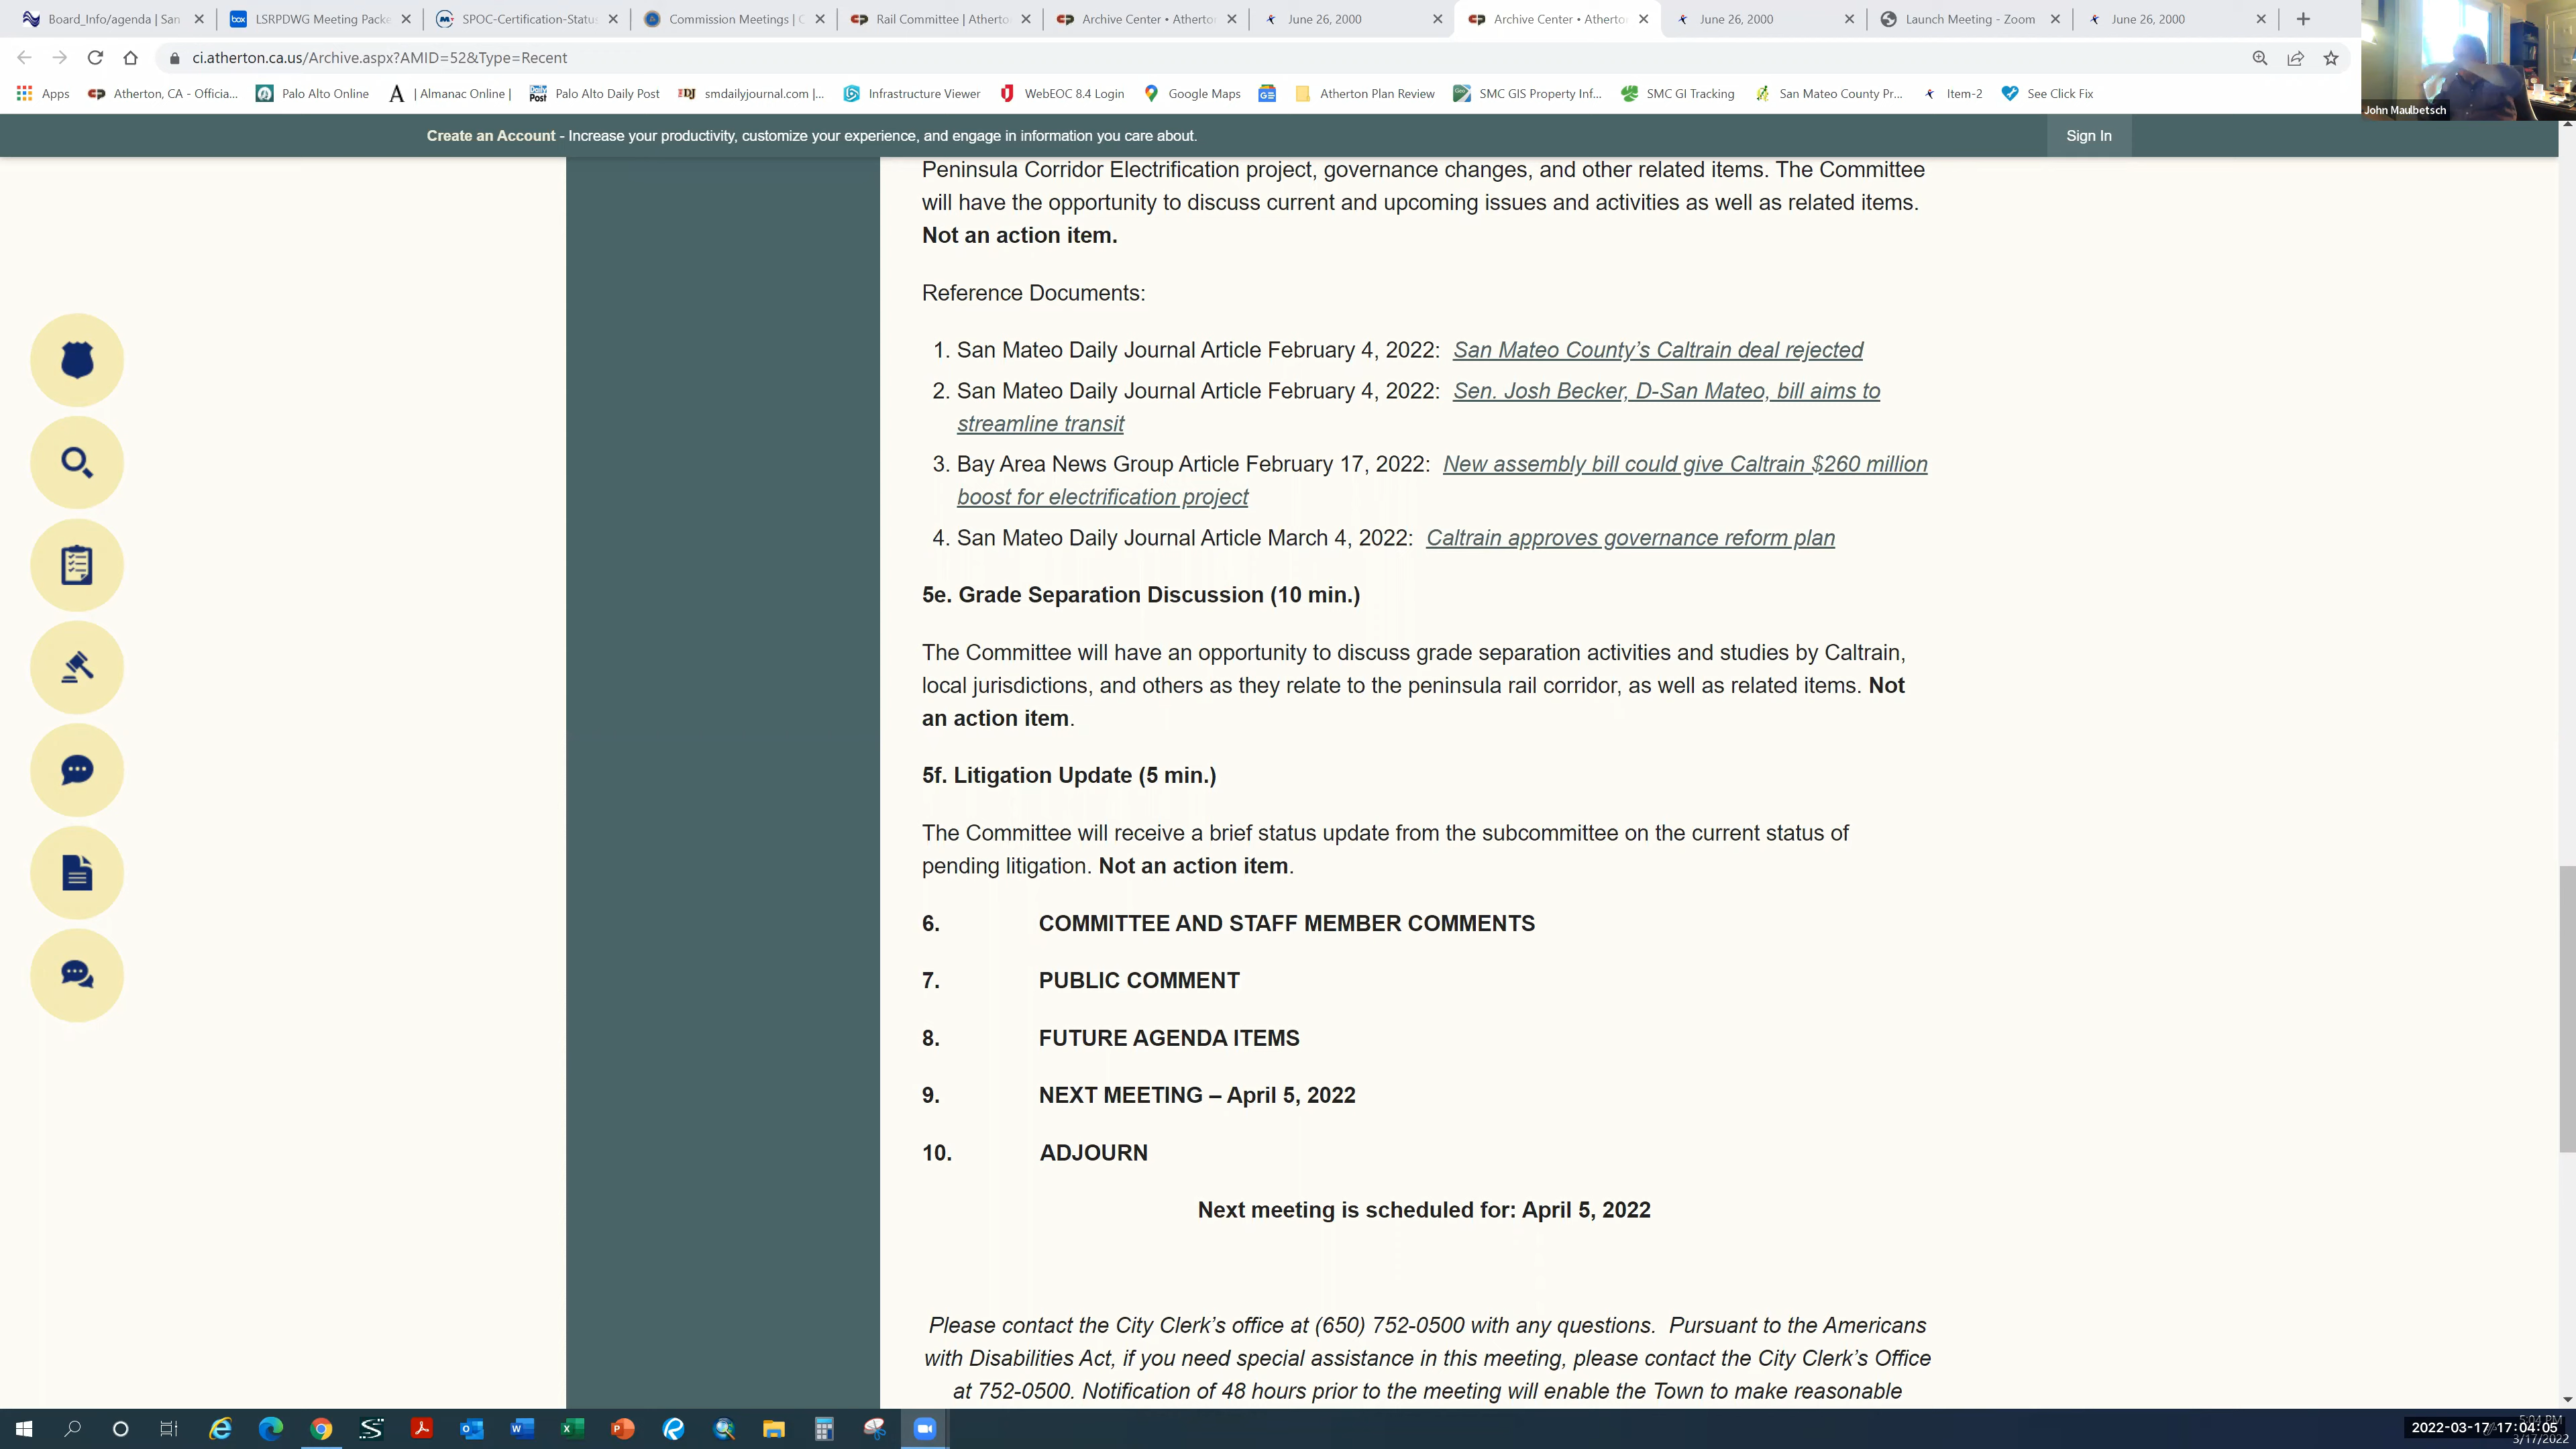 Board_Info/agenda | San
LSRPDWG Meeting Packe
SPOC-Certification-Status
Commission Meetings | C
Rail Committee | Atherto
Archive Center • Atherto
June 26, 2000
Archive Center • Atherto
June 26, 2000
Launch Meeting - Zoom
June 26, 2000
ci.atherton.ca.us/Archive.aspx?AMID=52&Type=Recent
Apps
Atherton, CA - Officia...
Palo Alto Online
| Almanac Online |
Palo Alto Daily Post
smdailyjournal.com |...
Infrastructure Viewer
WebEOC 8.4 Login
Google Maps
Atherton Plan Review
SMC GIS Property Inf...
SMC GI Tracking
San Mateo County Pr...
Item-2
See Click Fix
John Maulbetsch
Create an Account - Increase your productivity, customize your experience, and engage in information you care about.
Sign In
Peninsula Corridor Electrification project, governance changes, and other related items. The Committee
will have the opportunity to discuss current and upcoming issues and activities as well as related items.
Not an action item.
Reference Documents:
1. San Mateo Daily Journal Article February 4, 2022: San Mateo County's Caltrain deal rejected
2. San Mateo Daily Journal Article February 4, 2022: Sen. Josh Becker, D-San Mateo, bill aims to
streamline transit
3. Bay Area News Group Article February 17, 2022: New assembly bill could give Caltrain $260 million
boost for electrification project
4. San Mateo Daily Journal Article March 4, 2022: Caltrain approves governance reform plan
5e. Grade Separation Discussion (10 min.)
The Committee will have an opportunity to discuss grade separation activities and studies by Caltrain,
local jurisdictions, and others as they relate to the peninsula rail corridor, as well as related items. Not
an action item.
5f. Litigation Update (5 min.)
The Committee will receive a brief status update from the subcommittee on the current status of
pending litigation. Not an action item.
6. COMMITTEE AND STAFF MEMBER COMMENTS
7. PUBLIC COMMENT
8. FUTURE AGENDA ITEMS
9. NEXT MEETING – April 5, 2022
10. ADJOURN
Next meeting is scheduled for: April 5, 2022
Please contact the City Clerk's office at (650) 752-0500 with any questions. Pursuant to the Americans
with Disabilities Act, if you need special assistance in this meeting, please contact the City Clerk's Office
at 752-0500. Notification of 48 hours prior to the meeting will enable the Town to make reasonable
5:04 PM
2022-03-17 17:04:05
3/17/2022